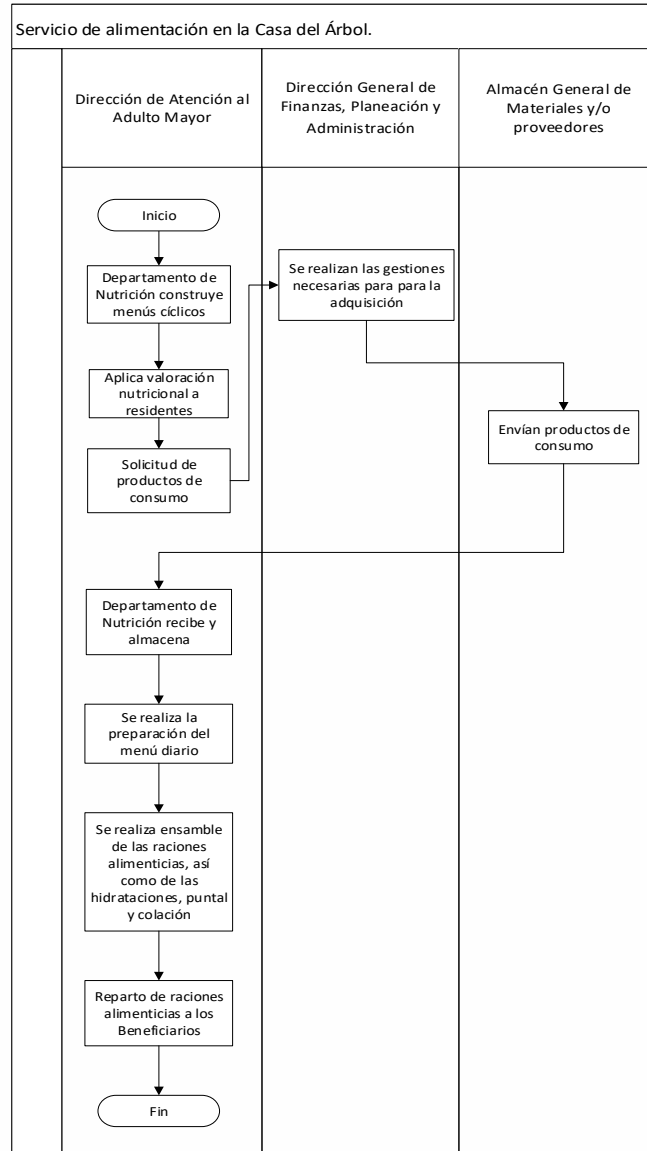 Servicio de alimentación en la Casa del Árbol.
Dirección de Atención al
Adulto Mayor
Dirección General de
Finanzas, Planeación y
Administración
Almacén General de
Materiales y/o
proveedores
Inicio
Departamento de
Nutrición construye
menús cíclicos
Se realizan las gestiones
necesarias para para la
adquisición
Aplica valoración
nutricional a
residentes
Envían productos de
consumo
Solicitud de
productos de
consumo
Departamento de
Nutrición recibe y
almacena
Se realiza la
preparación del
menú diario
Se realiza ensamble
de las raciones
alimenticias, así
como de las
hidrataciones, puntal
y colación
Reparto de raciones
alimenticias a los
Beneficiarios
Fin